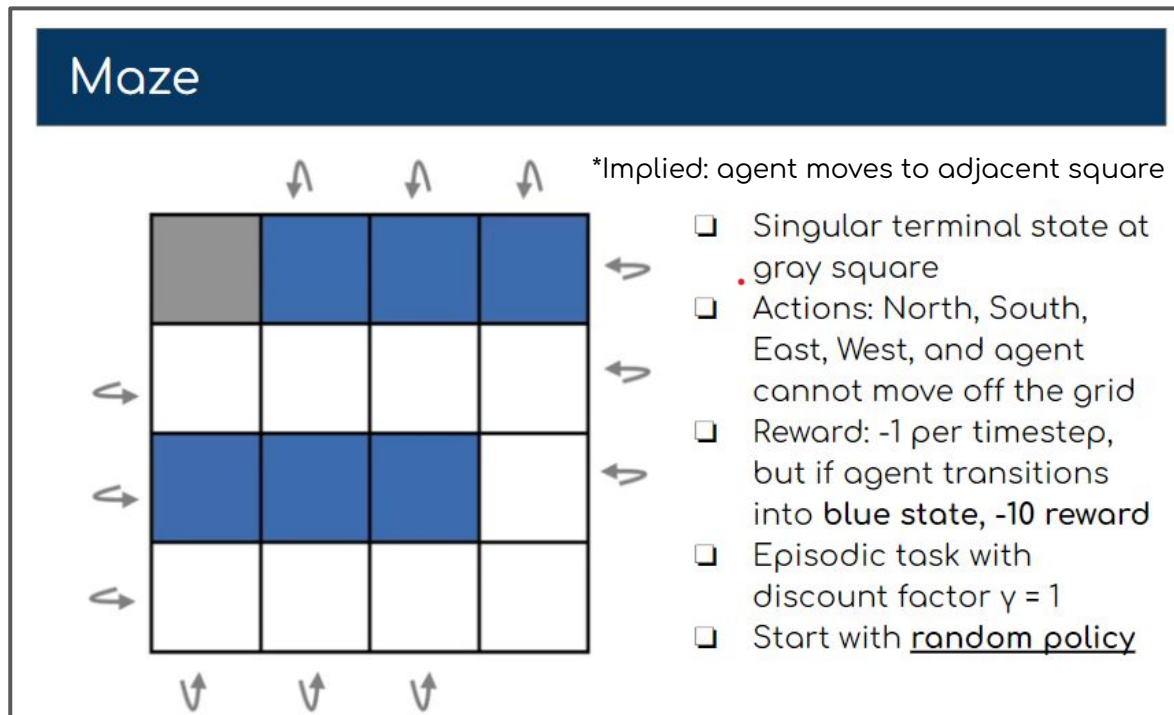 Maze
*Implied: agent moves to adjacent square
❑ Singular terminal state at
gray square
❑ Actions: North, South,
East, West, and agent
cannot move off the grid
❑ Reward: -1 per timestep,
but if agent transitions
into blue state, -10 reward
❑ Episodic task with
discount factor γ = 1
❑ Start with random policy